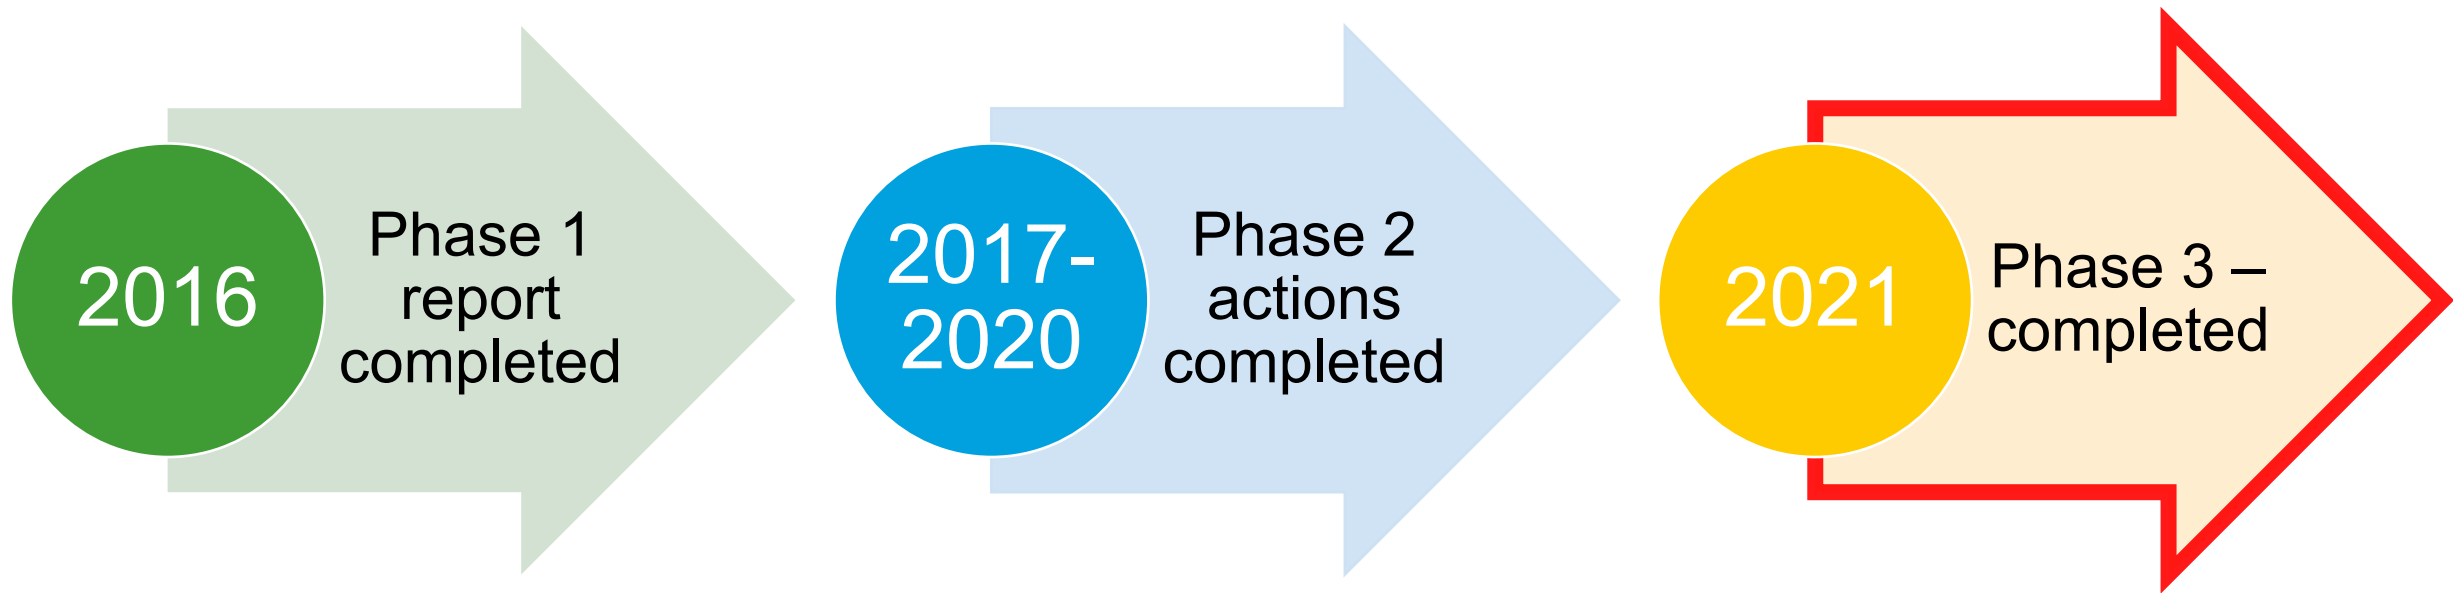 2016
Phase 1
report
completed
2017-
2020
Phase 2
actions
completed
2021
Phase 3 –
completed